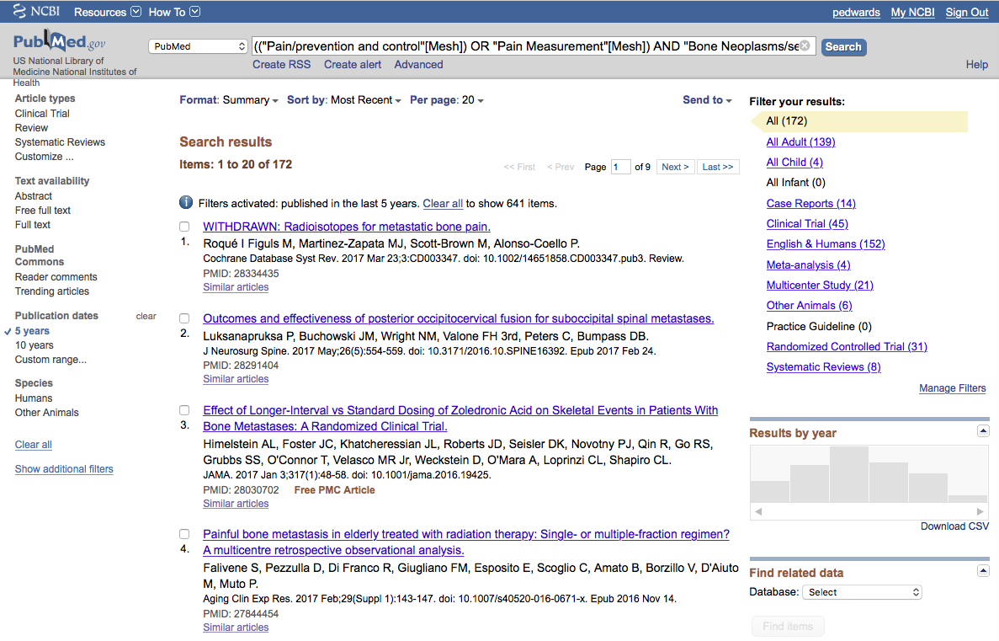 NCBI Resources How To pedwards My NCBI Sign Out
PubMed.gov
US National Library of
Medicine National Institutes of
Health
PubMed (("Pain/prevention and control"[Mesh]) OR "Pain Measurement"[Mesh]) AND "Bone Neoplasms/se Search
Create RSS Create alert Advanced Help
Article types
Clinical Trial
Review
Systematic Reviews
Customize ...
Text availability
Abstract
Free full text
Full text
PubMed
Commons
Reader comments
Trending articles
Publication dates clear
5 years
10 years
Custom range...
Species
Humans
Other Animals
Clear all
Show additional filters
Format: Summary Sort by: Most Recent Per page: 20 Send to
Search results
Items: 1 to 20 of 172
<< First < Prev Page 1 of 9 Next > Last >>
Filters activated: published in the last 5 years. Clear all to show 641 items.
WITHDRAWN: Radioisotopes for metastatic bone pain.
1. Roqué I Figuls M, Martinez-Zapata MJ, Scott-Brown M, Alonso-Coello P.
Cochrane Database Syst Rev. 2017 Mar 23;3:CD003347. doi: 10.1002/14651858.CD003347.pub3. Review.
PMID: 28334435
Similar articles
Outcomes and effectiveness of posterior occipitocervical fusion for suboccipital spinal metastases.
2. Luksanapruksa P, Buchowski JM, Wright NM, Valone FH 3rd, Peters C, Bumpass DB.
J Neurosurg Spine. 2017 May;26(5):554-559. doi: 10.3171/2016.10.SPINE16392. Epub 2017 Feb 24.
PMID: 28291404
Similar articles
Effect of Longer-Interval vs Standard Dosing of Zoledronic Acid on Skeletal Events in Patients With
3. Bone Metastases: A Randomized Clinical Trial.
Himelstein AL, Foster JC, Khatcheressian JL, Roberts JD, Seisler DK, Novotny PJ, Qin R, Go RS,
Grubbs SS, O'Connor T, Velasco MR Jr, Weckstein D, O'Mara A, Loprinzi CL, Shapiro CL.
JAMA. 2017 Jan 3;317(1):48-58. doi: 10.1001/jama.2016.19425.
PMID: 28030702 Free PMC Article
Similar articles
Painful bone metastasis in elderly treated with radiation therapy: Single- or multiple-fraction regimen?
4. A multicentre retrospective observational analysis.
Falivene S, Pezzulla D, Di Franco R, Giugliano FM, Esposito E, Scoglio C, Amato B, Borzillo V, D'Aiuto
M, Muto P.
Aging Clin Exp Res. 2017 Feb;29(Suppl 1):143-147. doi: 10.1007/s40520-016-0671-x. Epub 2016 Nov 14.
PMID: 27844454
Similar articles
Filter your results:
All (172)
All Adult (139)
All Child (4)
All Infant (0)
Case Reports (14)
Clinical Trial (45)
English & Humans (152)
Meta-analysis (4)
Multicenter Study (21)
Other Animals (6)
Practice Guideline (0)
Randomized Controlled Trial (31)
Systematic Reviews (8)
Manage Filters
Results by year
Download CSV
Find related data
Database: Select
Find items